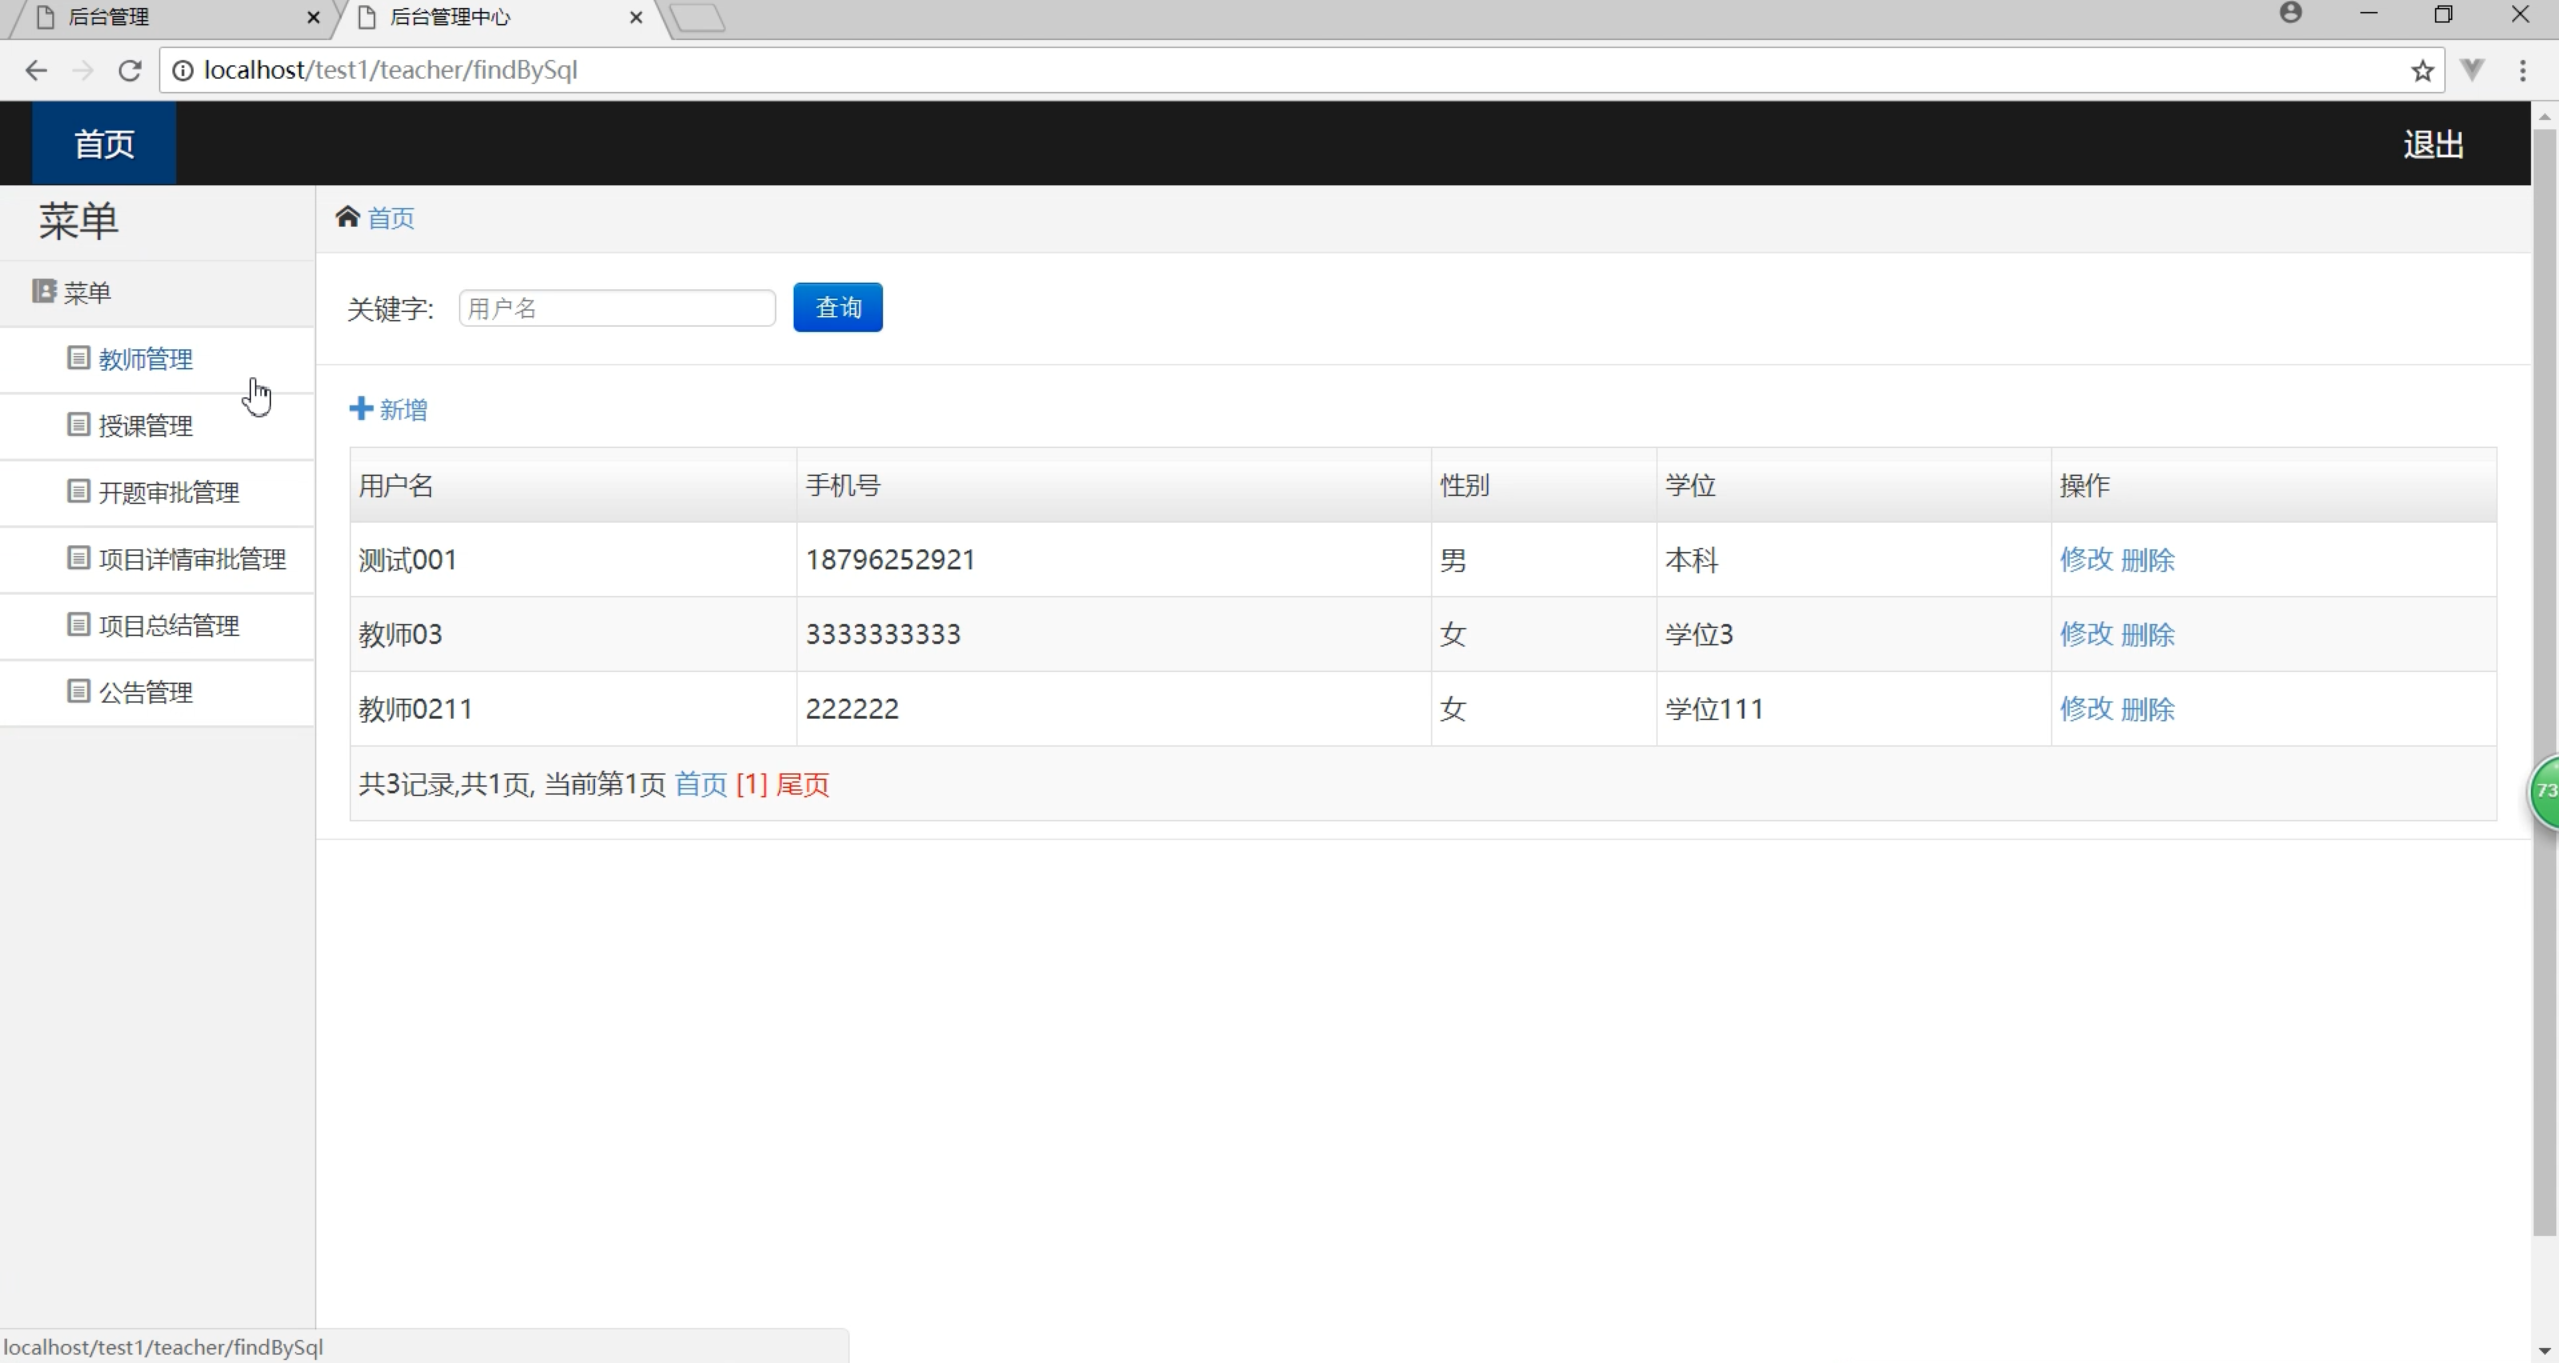 后台管理
后台管理中心
localhost/test1/teacher/findBySql
首页
退出
菜单
首页
菜单
关键字: 用户名 查询
教师管理
授课管理
开题审批管理
项目详情审批管理
项目总结管理
公告管理
新增
用户名 手机号 性别 学位 操作
测试001 18796252921 男 本科 修改 删除
教师03 3333333333 女 学位3 修改 删除
教师0211 222222 女 学位111 修改 删除
共3记录,共1页, 当前第1页 首页 [1] 尾页
73
localhost/test1/teacher/findBySql